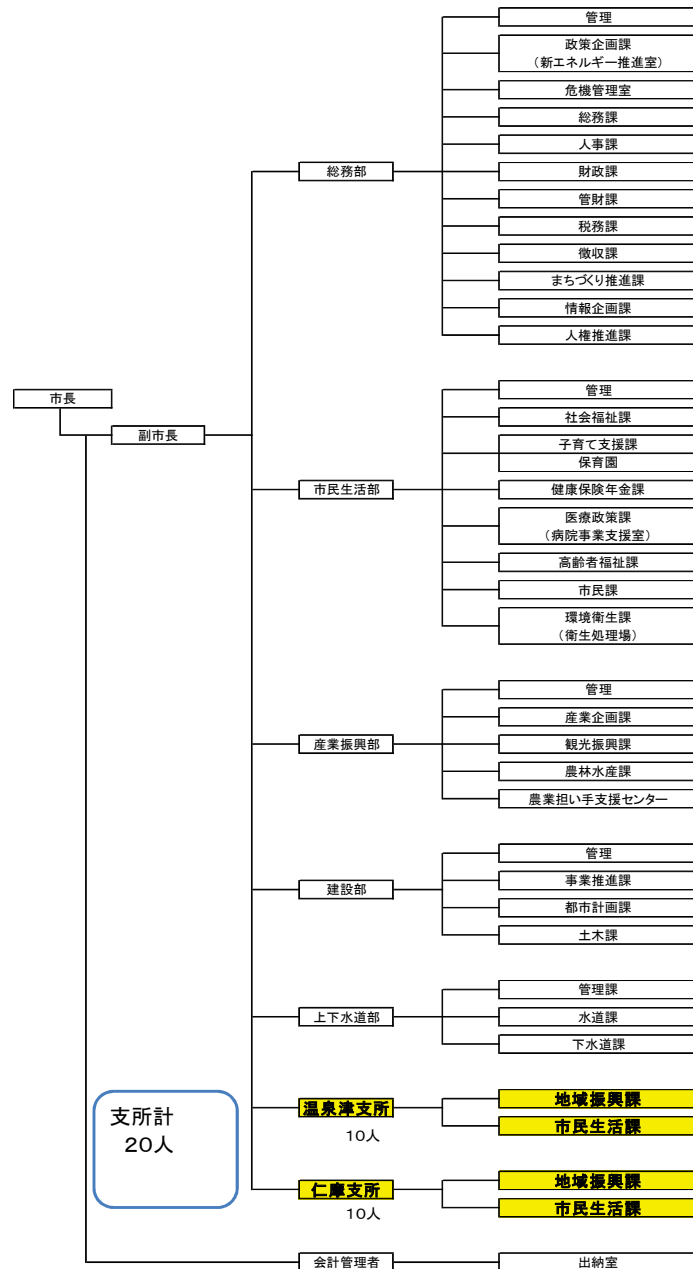 市長
副市長
総務部
管理
政策企画課
（新エネルギー推進室）
危機管理室
総務課
人事課
財政課
管財課
税務課
徴収課
まちづくり推進課
情報企画課
人権推進課
市民生活部
管理
社会福祉課
子育て支援課
保育園
健康保険年金課
医療政策課
（病院事業支援室）
高齢者福祉課
市民課
環境衛生課
（衛生処理場）
産業振興部
管理
産業企画課
観光振興課
農林水産課
農業担い手支援センター
建設部
管理
事業推進課
都市計画課
土木課
上下水道部
管理課
水道課
下水道課
支所計
20人
温泉津支所
10人
地域振興課
市民生活課
仁摩支所
10人
地域振興課
市民生活課
会計管理者
出納室